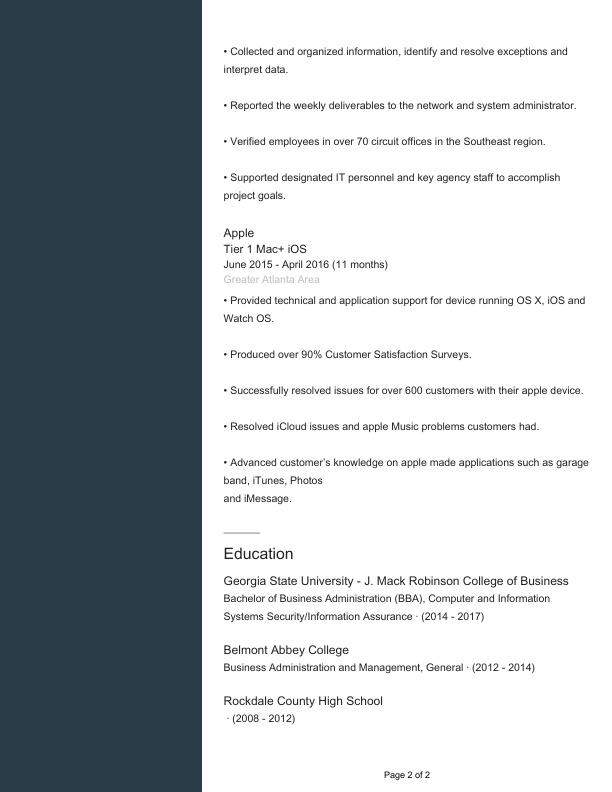 • Collected and organized information, identify and resolve exceptions and
interpret data.
• Reported the weekly deliverables to the network and system administrator.
• Verified employees in over 70 circuit offices in the Southeast region.
• Supported designated IT personnel and key agency staff to accomplish
project goals.
Apple
Tier 1 Mac+ iOS
June 2015 - April 2016 (11 months)
Greater Atlanta Area
• Provided technical and application support for device running OS X, iOS and
Watch OS.
• Produced over 90% Customer Satisfaction Surveys.
• Successfully resolved issues for over 600 customers with their apple device.
• Resolved iCloud issues and apple Music problems customers had.
• Advanced customer's knowledge on apple made applications such as garage
band, iTunes, Photos
and iMessage.
Education
Georgia State University - J. Mack Robinson College of Business
Bachelor of Business Administration (BBA), Computer and Information
Systems Security/Information Assurance · (2014 - 2017)
Belmont Abbey College
Business Administration and Management, General · (2012 - 2014)
Rockdale County High School
· (2008 - 2012)
Page 2 of 2